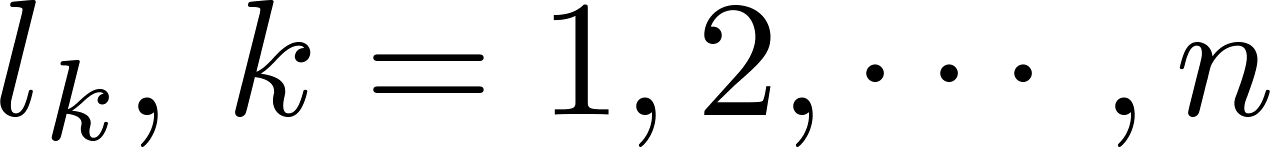 l_k, k = 1, 2, ⋯ , n